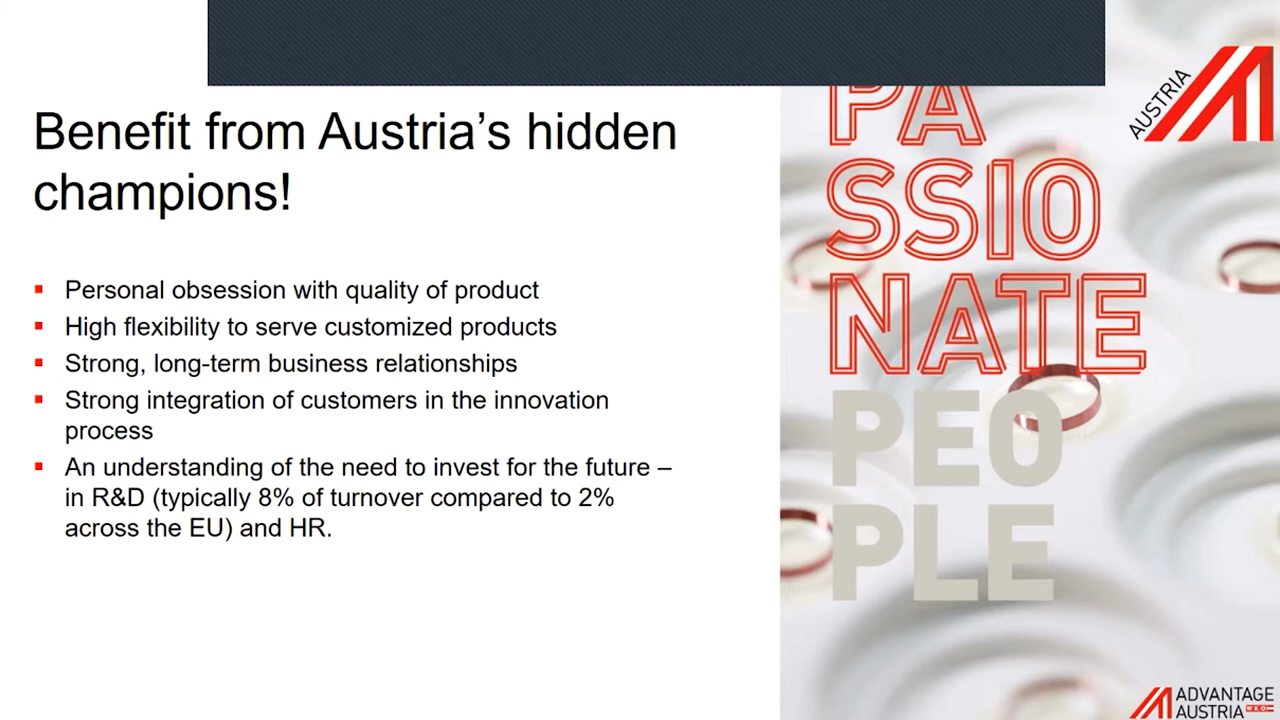 Benefit from Austria’s hidden
champions!
▪ Personal obsession with quality of product
▪ High flexibility to serve customized products
▪ Strong, long-term business relationships
▪ Strong integration of customers in the innovation
process
▪ An understanding of the need to invest for the future –
in R&D (typically 8% of turnover compared to 2%
across the EU) and HR.
PA
SSIO
NATE
PEO
PLE
AUSTRIA
ADVANTAGE
AUSTRIA WKO